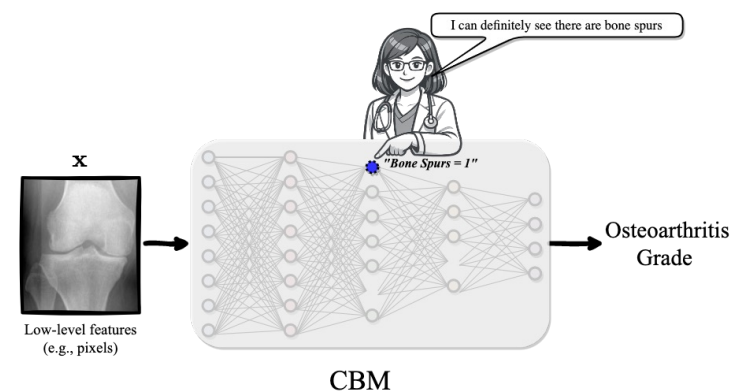 I can definitely see there are bone spurs
"Bone Spurs = 1"
x
Low-level features
(e.g., pixels)
Osteoarthritis
Grade
CBM